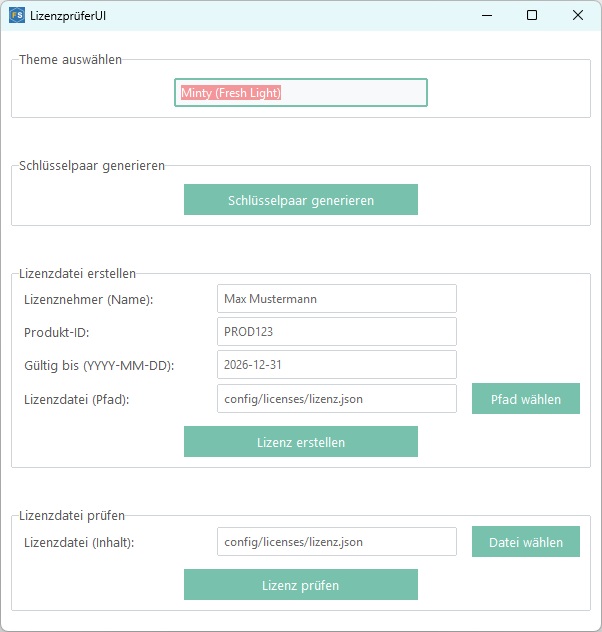 FS LizenzprüferUI
Theme auswählen
Minty (Fresh Light)
Schlüsselpaar generieren
Schlüsselpaar generieren
Lizenzdatei erstellen
Lizenznehmer (Name): Max Mustermann
Produkt-ID: PROD123
Gültig bis (YYYY-MM-DD): 2026-12-31
Lizenzdatei (Pfad): config/licenses/lizenz.json Pfad wählen
Lizenz erstellen
Lizenzdatei prüfen
Lizenzdatei (Inhalt): config/licenses/lizenz.json Datei wählen
Lizenz prüfen